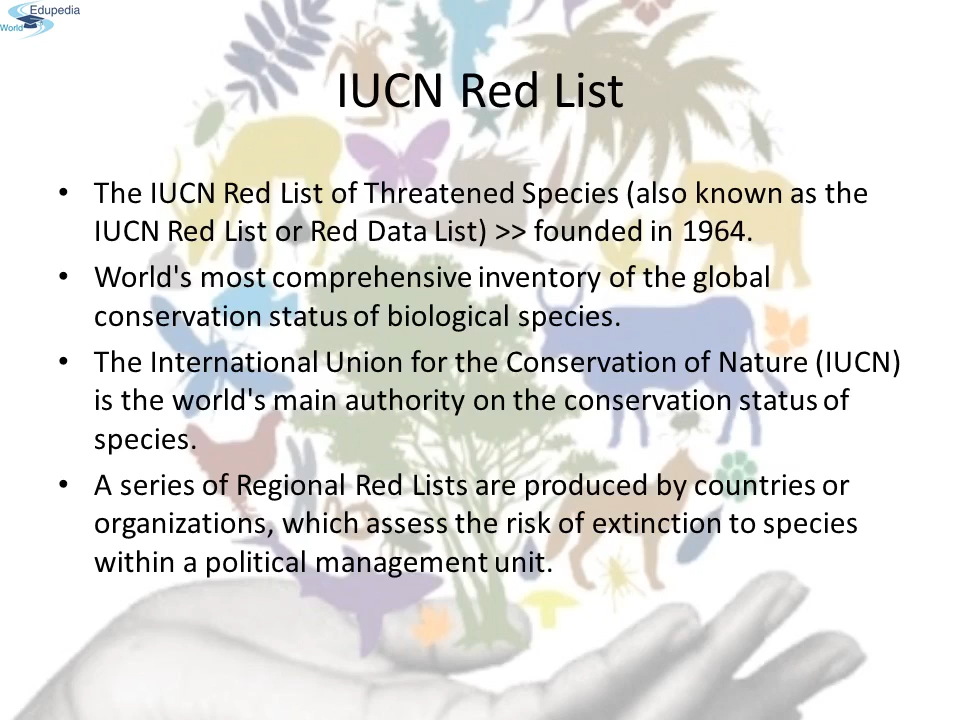 Edupedia
World
IUCN Red List
• The IUCN Red List of Threatened Species (also known as the
IUCN Red List or Red Data List) >> founded in 1964.
• World's most comprehensive inventory of the global
conservation status of biological species.
• The International Union for the Conservation of Nature (IUCN)
is the world's main authority on the conservation status of
species.
• A series of Regional Red Lists are produced by countries or
organizations, which assess the risk of extinction to species
within a political management unit.